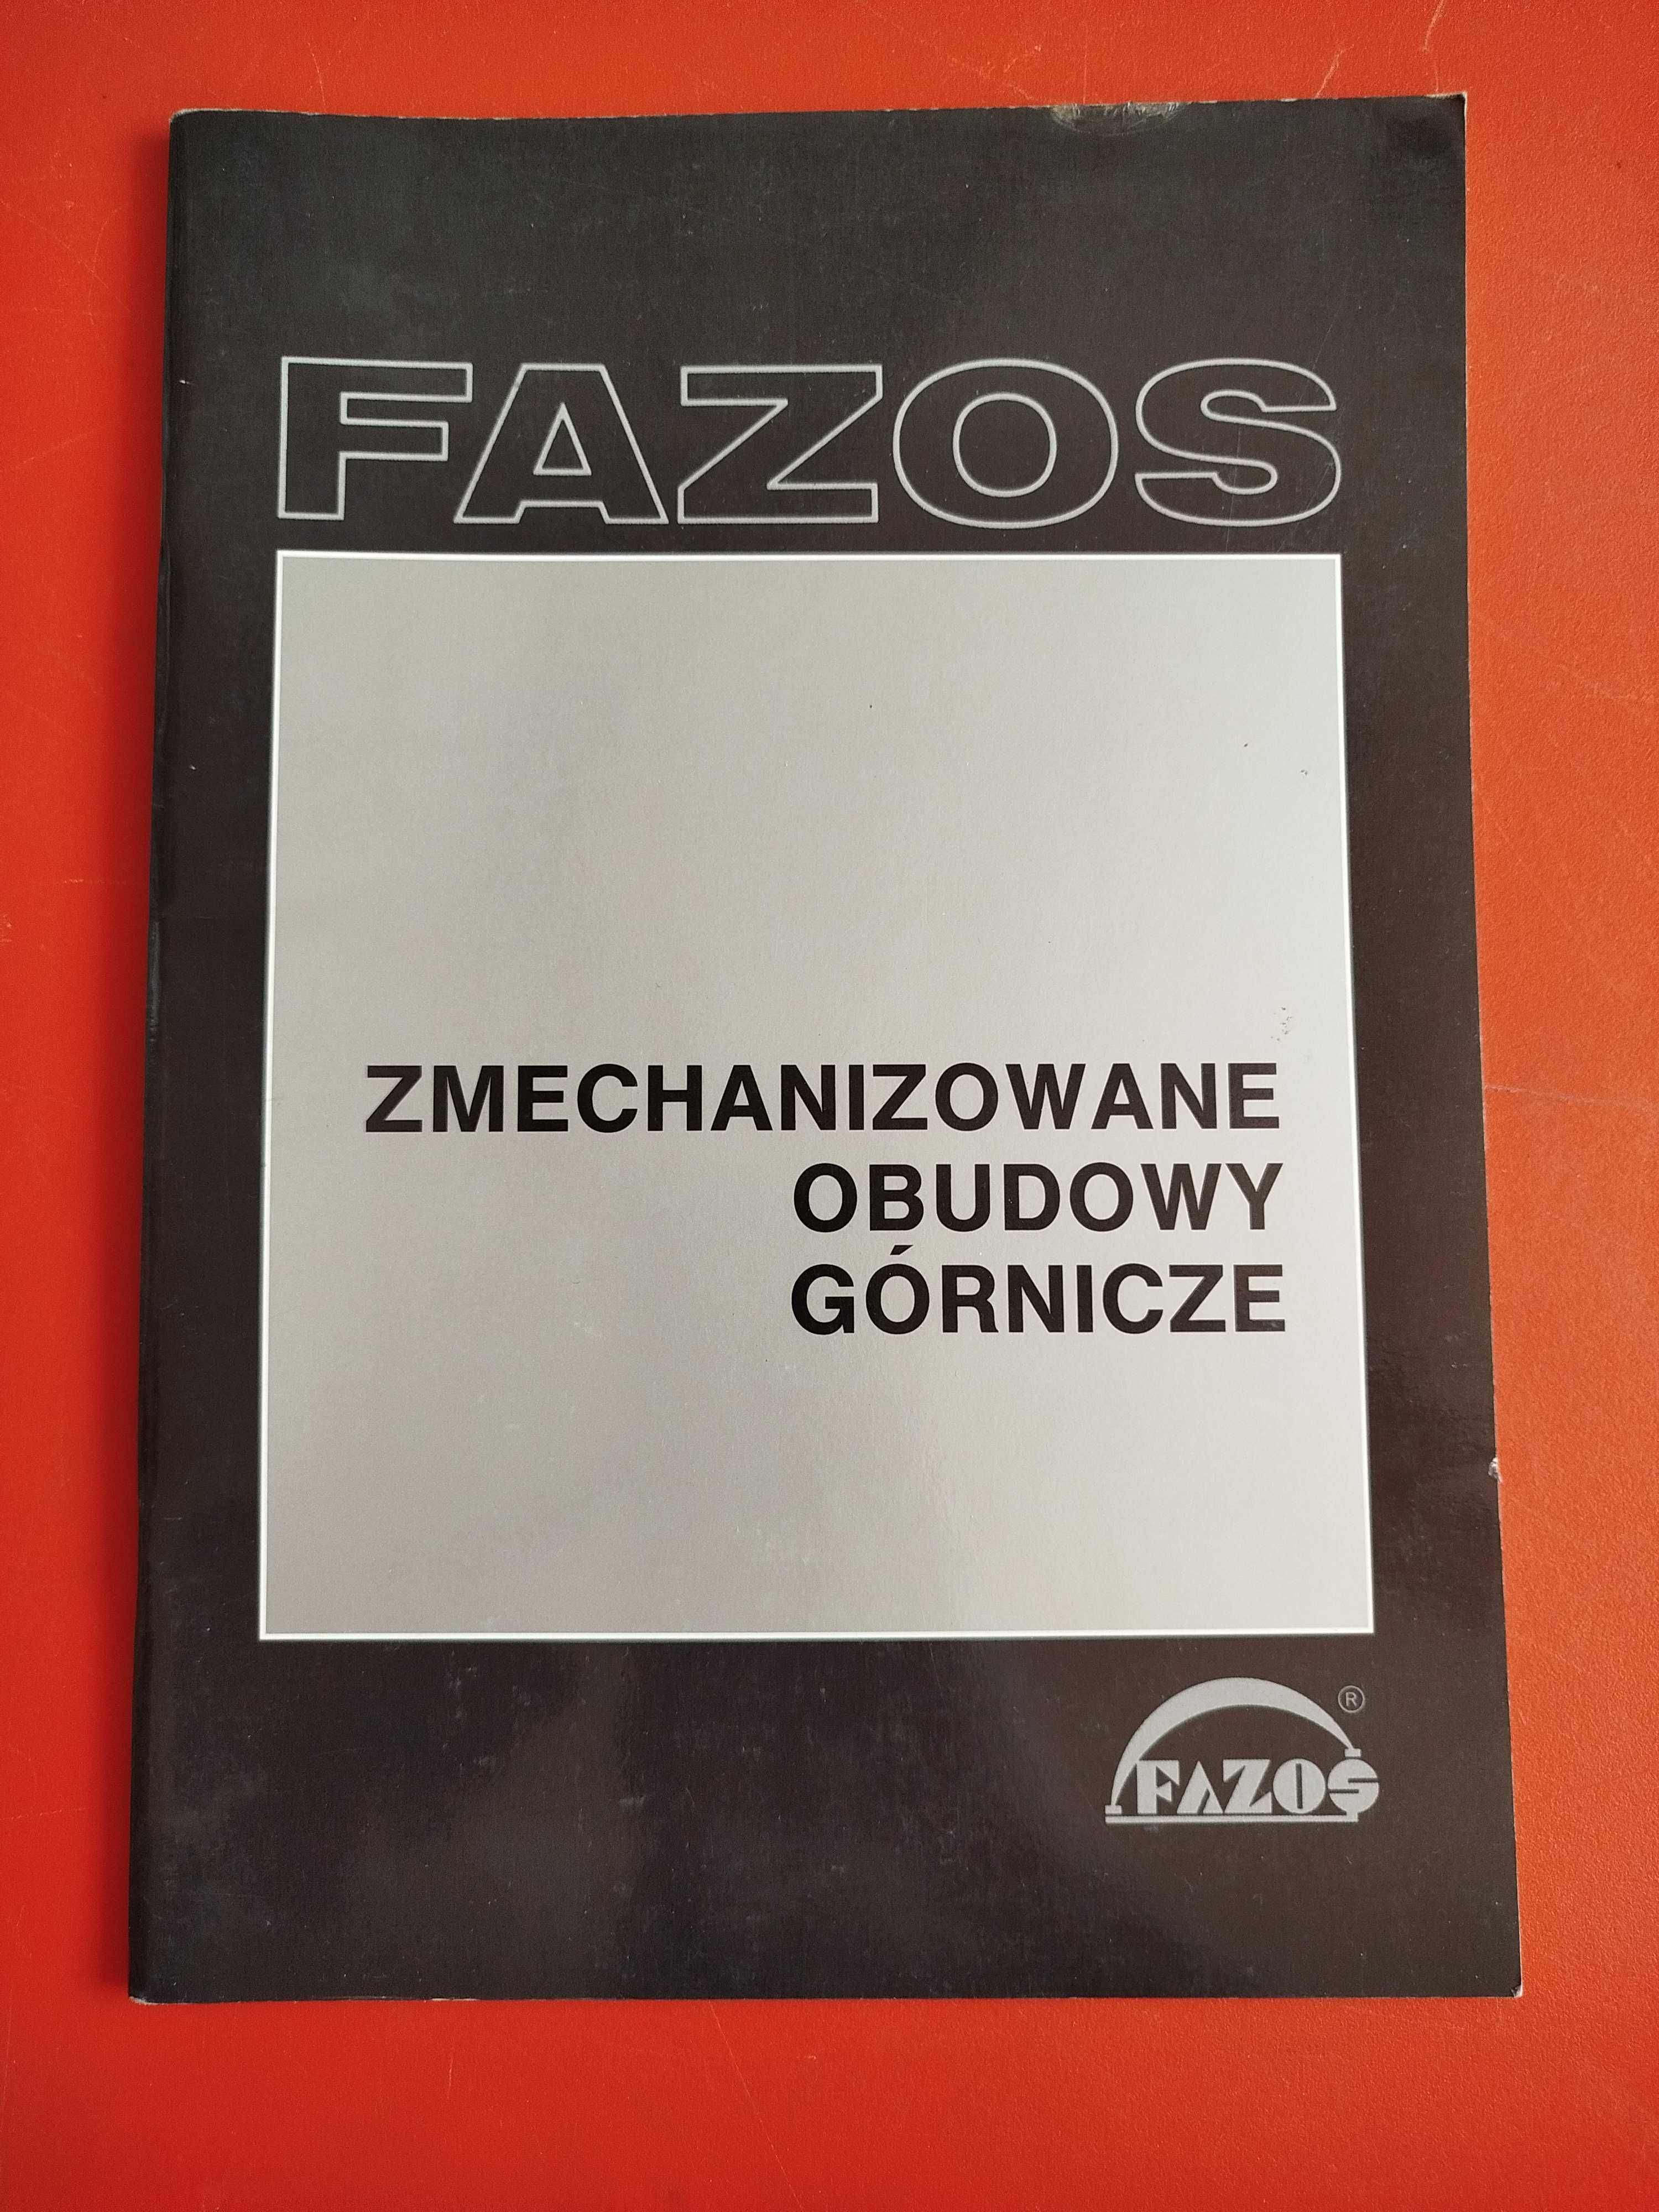 FAZOS
ZMECHANIZOWANE
OBUDOWY
GÓRNICZE
®
FAZOS